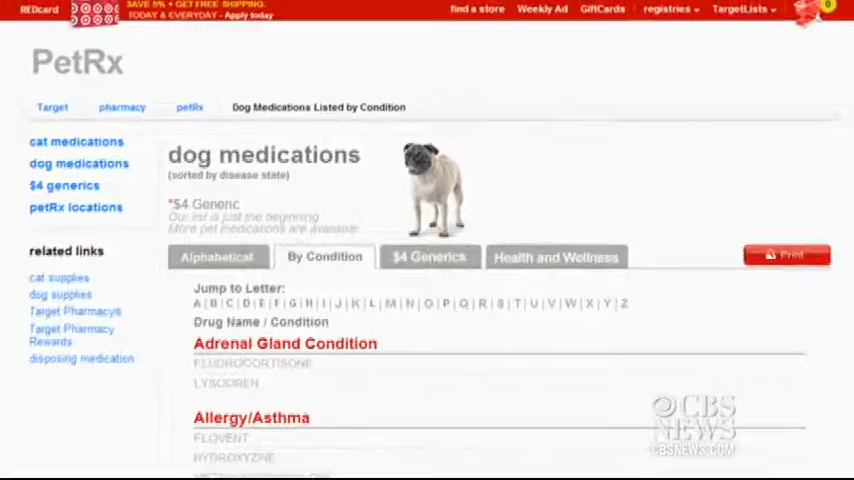 REDcard
SAVE 5% + GET FREE SHIPPING.
TODAY & EVERYDAY - Apply today
find a store Weekly Ad GiftCards registries TargetLists
0
PetRx
Target pharmacy petRx Dog Medications Listed by Condition
cat medications
dog medications
$4 generics
petRx locations
related links
cat supplies
dog supplies
Target Pharmacy®
Target Pharmacy
Rewards
disposing medication
dog medications
(sorted by disease state)
*$4 Generic
Our list is just the beginning
More pet medications are available
Alphabetical By Condition $4 Generics Health and Wellness
Print
Jump to Letter:
A | B | C | D | E | F | G | H | I | J | K | L | M | N | O | P | Q | R | S | T | U | V | W | X | Y | Z
Drug Name / Condition
Adrenal Gland Condition
FLUDROCORTISONE
LYSODREN
Allergy/Asthma
FLOVENT
HYDROXYZINE
CBS
NEWS
CBSNEWS.COM